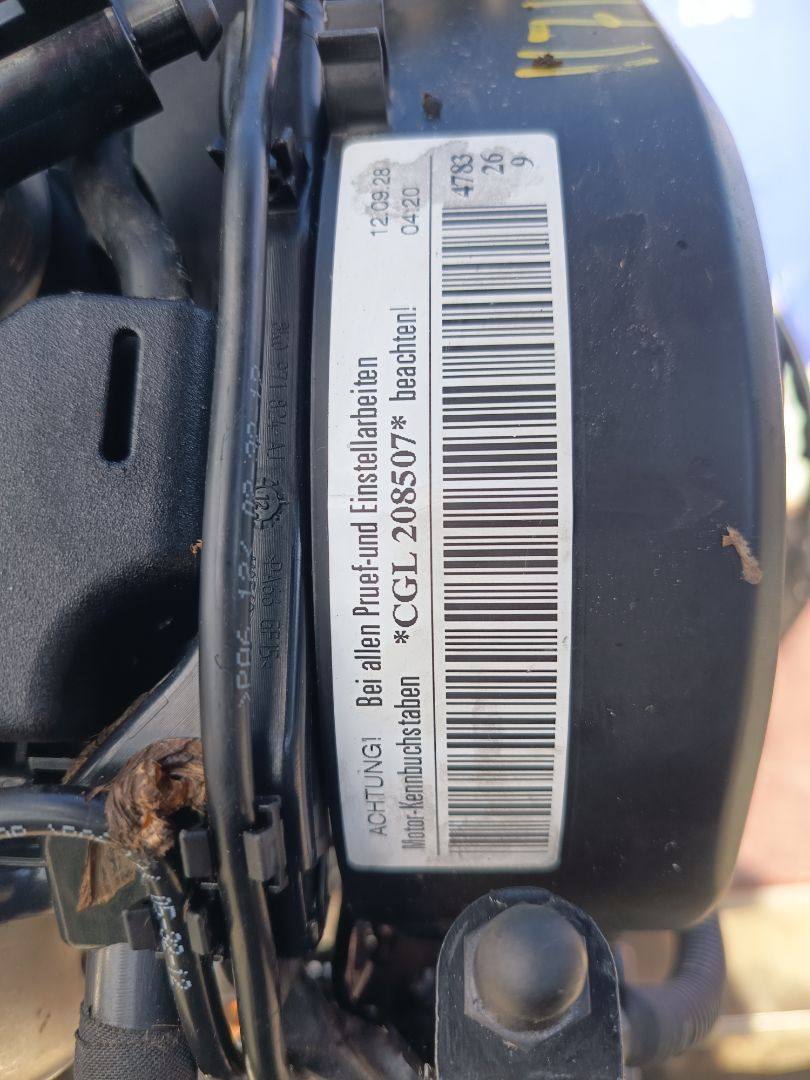 ACHTUNG! Bei allen Pruef-und Einstellarbeiten 12.09.28
Motor-Kennbuchstaben *CGL 208507* beachten! 04:20
4783
26
9